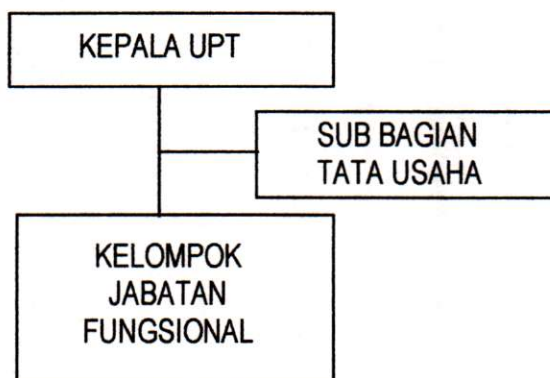 KEPALA UPT
SUB BAGIAN
TATA USAHA
KELOMPOK
JABATAN
FUNGSIONAL